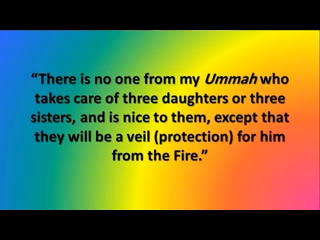 “There is no one from my Ummah who
takes care of three daughters or three
sisters, and is nice to them, except that
they will be a veil (protection) for him
from the Fire.”